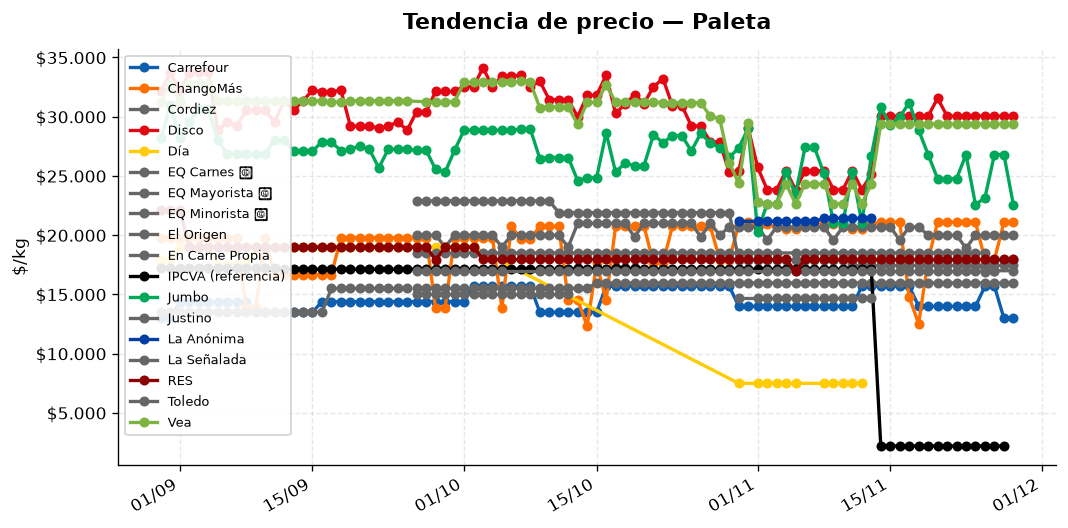 Tendencia de precio — Paleta
$35.000
$30.000
$25.000
$20.000
$15.000
$10.000
$5.000
$/kg
Carrefour
ChangoMás
Cordiez
Disco
Día
EQ Carnes
EQ Mayorista
EQ Minorista
El Origen
En Carne Propia
IPCVA (referencia)
Jumbo
Justino
La Anónima
La Señalada
RES
Toledo
Vea
01/09
15/09
01/10
15/10
01/11
15/11
01/12